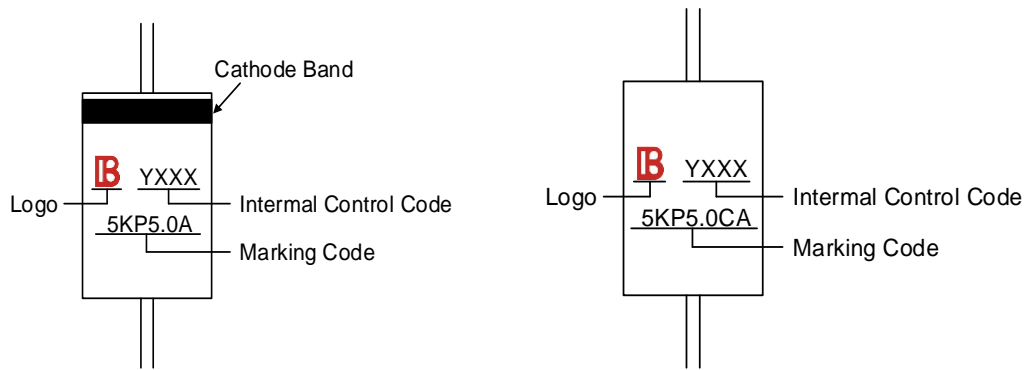 Cathode Band
B YXXX
Logo
Intermal Control Code
5KP5.0A
Marking Code
B YXXX
Logo
Intermal Control Code
5KP5.0CA
Marking Code